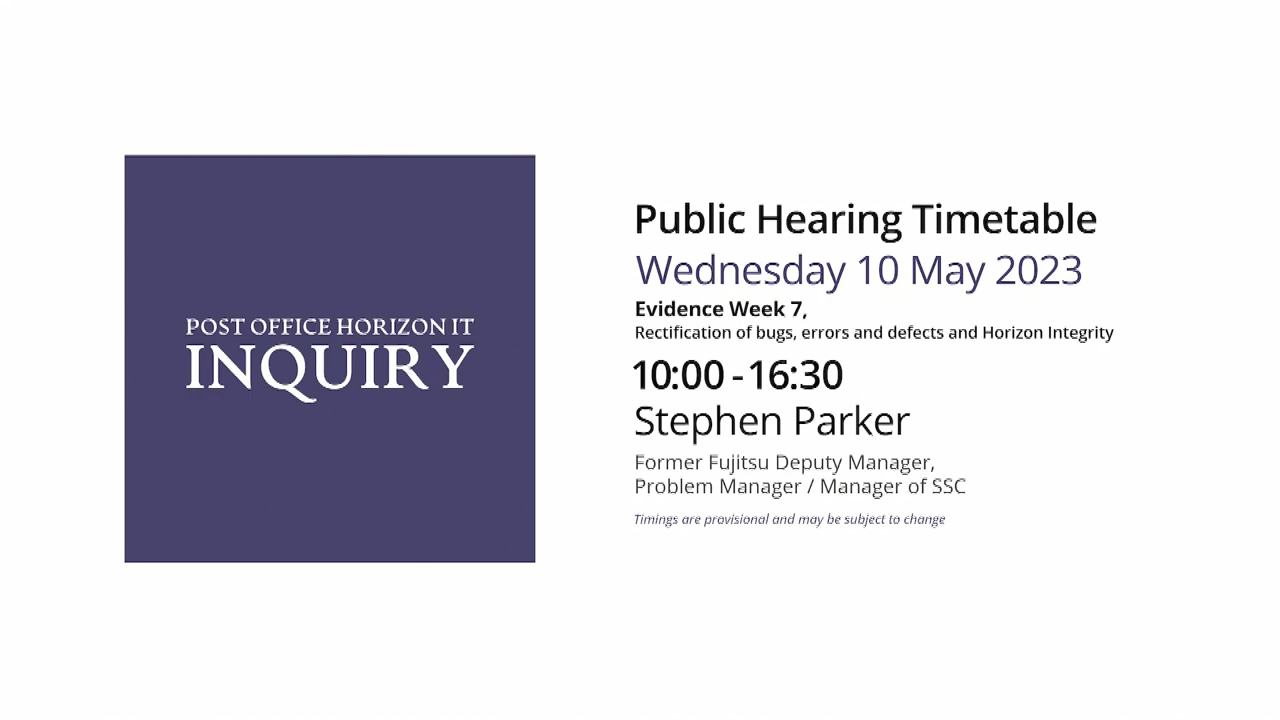 POST OFFICE HORIZON IT
INQUIRY
Public Hearing Timetable
Wednesday 10 May 2023
Evidence Week 7,
Rectification of bugs, errors and defects and Horizon Integrity
10:00 - 16:30
Stephen Parker
Former Fujitsu Deputy Manager,
Problem Manager / Manager of SSC
Timings are provisional and may be subject to change